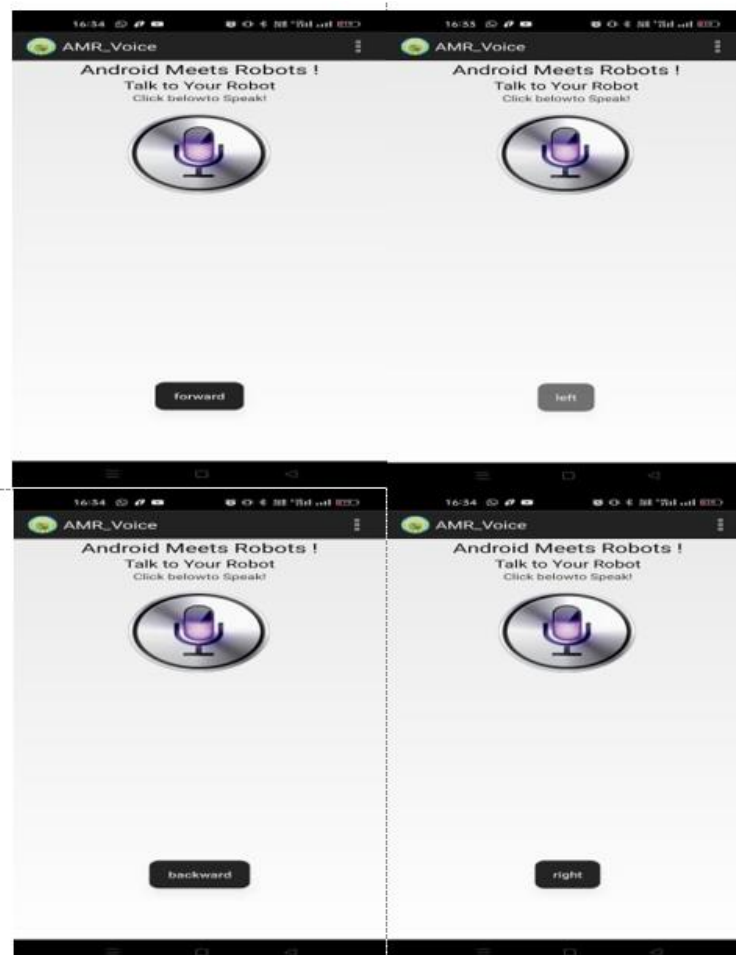 16:54
AMR_Voice
Android Meets Robots !
Talk to Your Robot
Click belowto Speak!
forward
16:55
AMR_Voice
Android Meets Robots !
Talk to Your Robot
Click belowto Speak!
left
16:54
AMR_Voice
Android Meets Robots !
Talk to Your Robot
Click belowto Speak!
backward
16:54
AMR_Voice
Android Meets Robots !
Talk to Your Robot
Click belowto Speak!
right